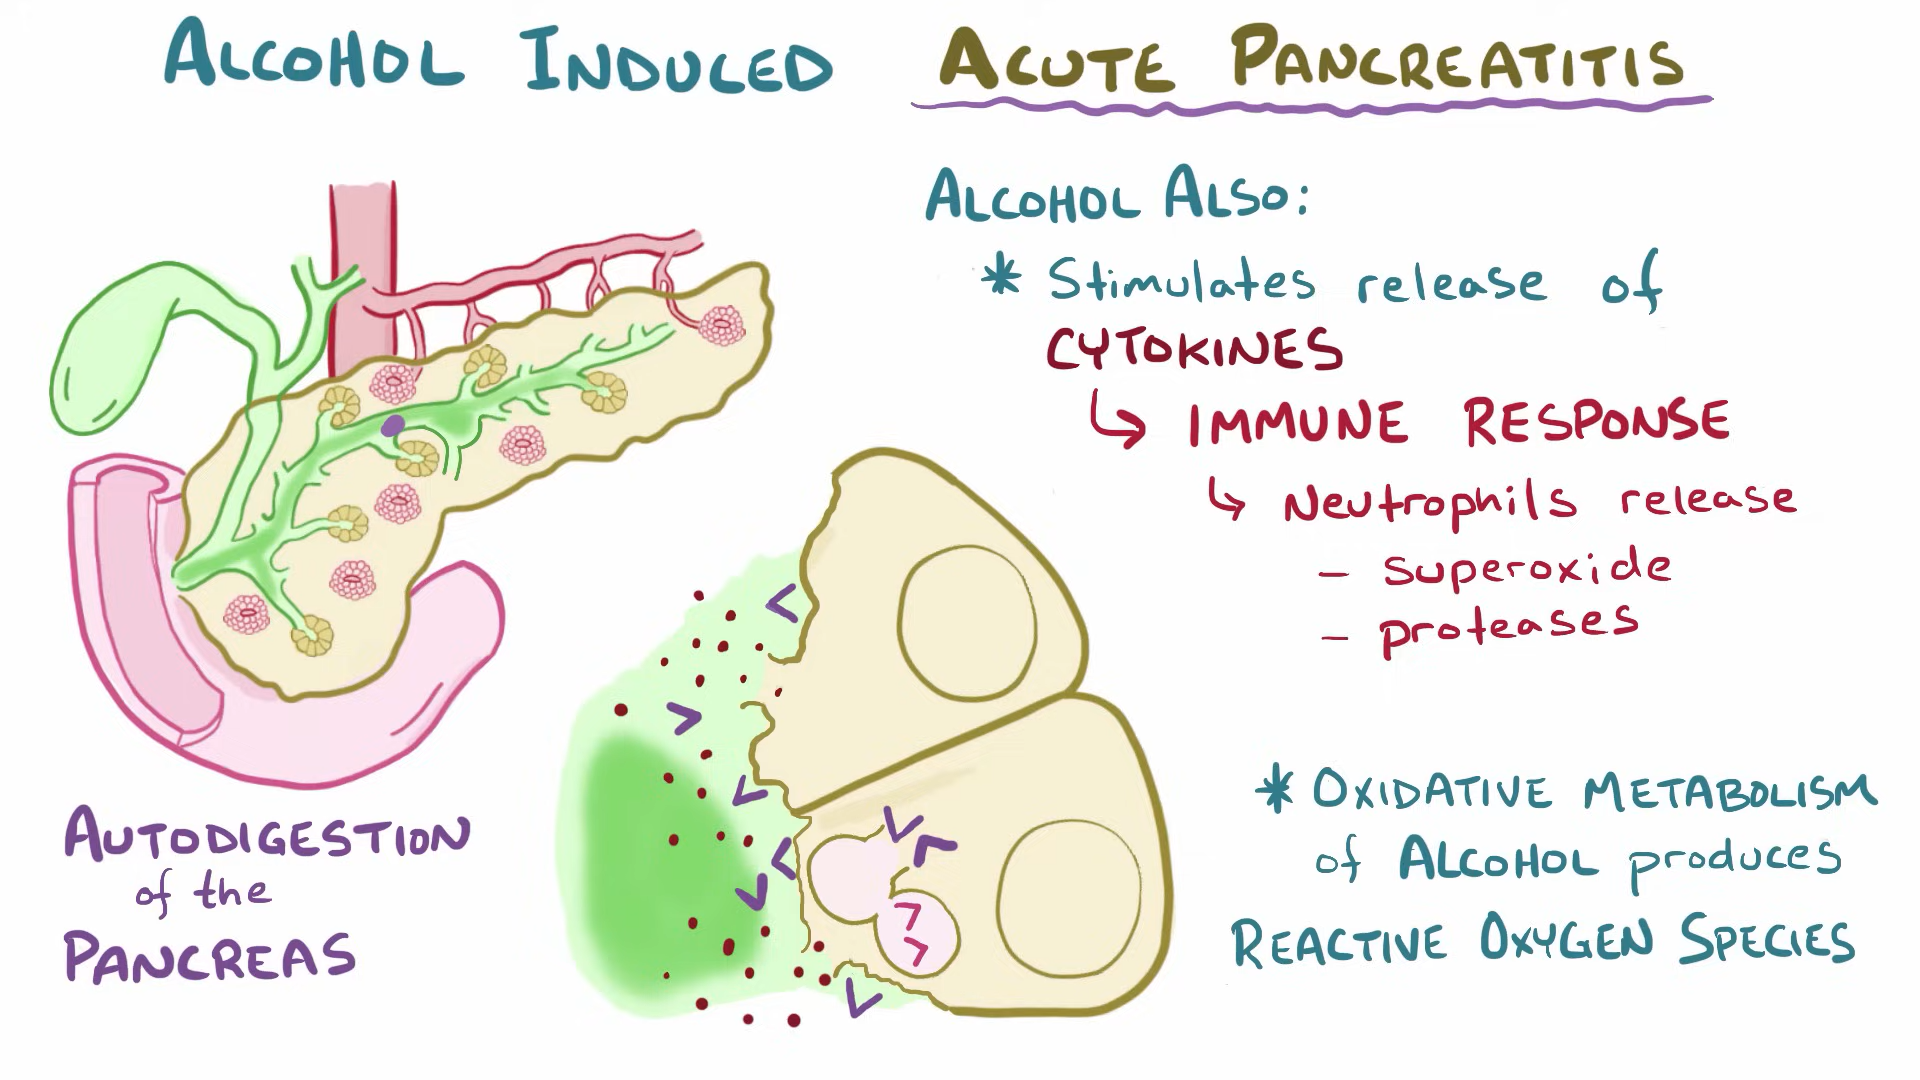 ALCOHOL INDUCED ACUTE PANCREATITIS
ALCOHOL ALSO:
* Stimulates release of
CYTOKINES
↳ IMMUNE RESPONSE
↳ Neutrophils release
- superoxide
- proteases
* OXIDATIVE METABOLISM
of ALCOHOL produces
REACTIVE OXYGEN SPECIES
AUTODIGESTION
of the
PANCREAS